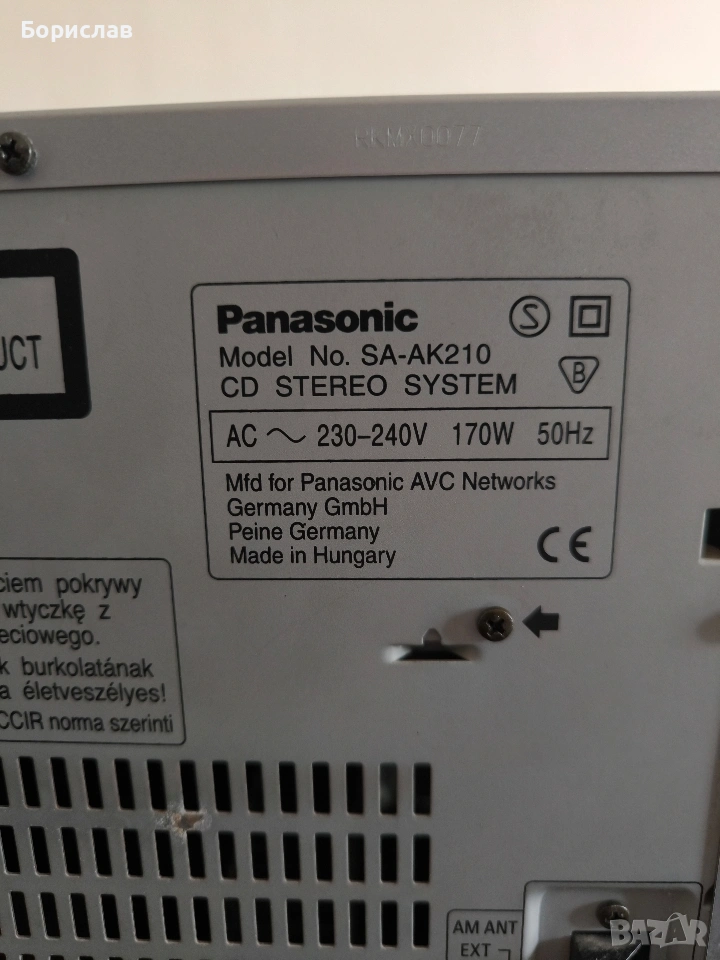 Борислав
UCT
Panasonic
S
Model No. SA-AK210
CD STEREO SYSTEM
B
AC ~ 230-240V 170W 50Hz
Mfd for Panasonic AVC Networks
Germany GmbH
Peine Germany
Made in Hungary
CE
ciem pokrywy
wtyczkę z
eciowego.
k burkolatának
a életveszélyes!
CCIR norma szerinti
AM ANT
EXT
BAZAR